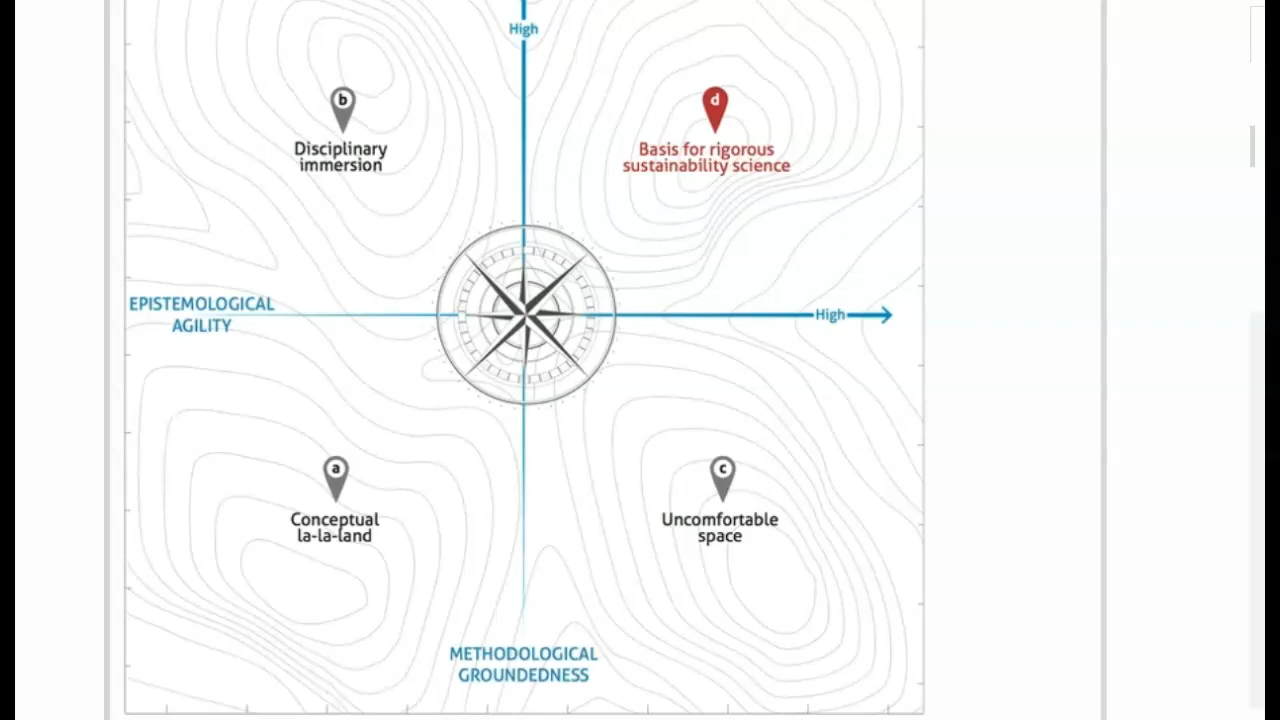 High
b
d
Disciplinary
immersion
Basis for rigorous
sustainability science
EPISTEMOLOGICAL
AGILITY
High
a
c
Conceptual
la-la-land
Uncomfortable
space
METHODOLOGICAL
GROUNDEDNESS